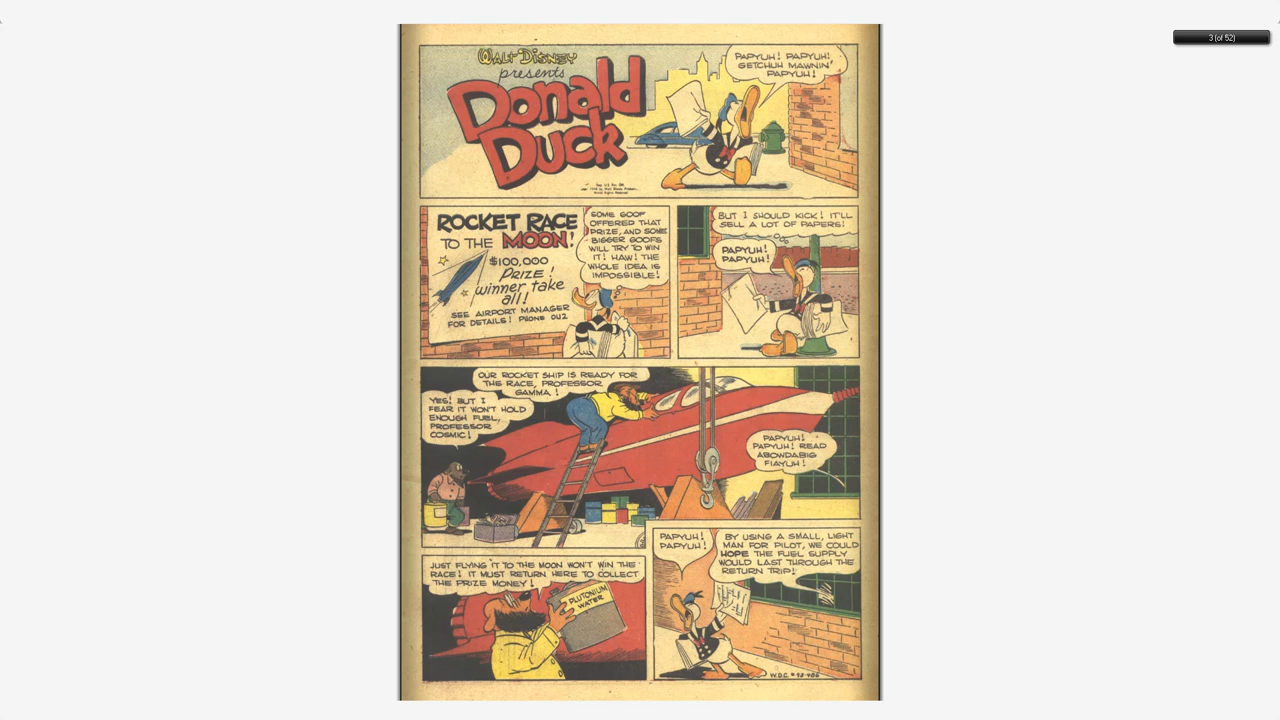 3 (of 52)
WALT DISNEY
presents
Donald
Duck
PAPYUH! PAPYUH!
GETCHUH MAWNIN'
PAPYUH!
ROCKET RACE
TO THE MOON!
$100,000
PRIZE!
winner take
all!
SEE AIRPORT MANAGER
FOR DETAILS! PHONE OU2
SOME GOOF
OFFERED THAT
PRIZE, AND SOME
BIGGER GOOFS
WILL TRY TO WIN
IT! HAW! THE
WHOLE IDEA IS
IMPOSSIBLE!
BUT I SHOULD KICK! IT'LL
SELL A LOT OF PAPERS!
PAPYUH!
PAPYUH!
OUR ROCKET SHIP IS READY FOR
THE RACE, PROFESSOR
GAMMA!
YES! BUT I
FEAR IT WON'T HOLD
ENOUGH FUEL,
PROFESSOR
COSMIC!
PAPYUH!
PAPYUH! READ
ABOWDABIG
FIAYUH!
JUST FLYING IT TO THE MOON WON'T WIN THE
RACE! IT MUST RETURN HERE TO COLLECT
THE PRIZE MONEY!
PLUTONIUM
WATER
PAPYUH!
PAPYUH!
BY USING A SMALL, LIGHT
MAN FOR PILOT, WE COULD
HOPE THE FUEL SUPPLY
WOULD LAST THROUGH THE
RETURN TRIP!